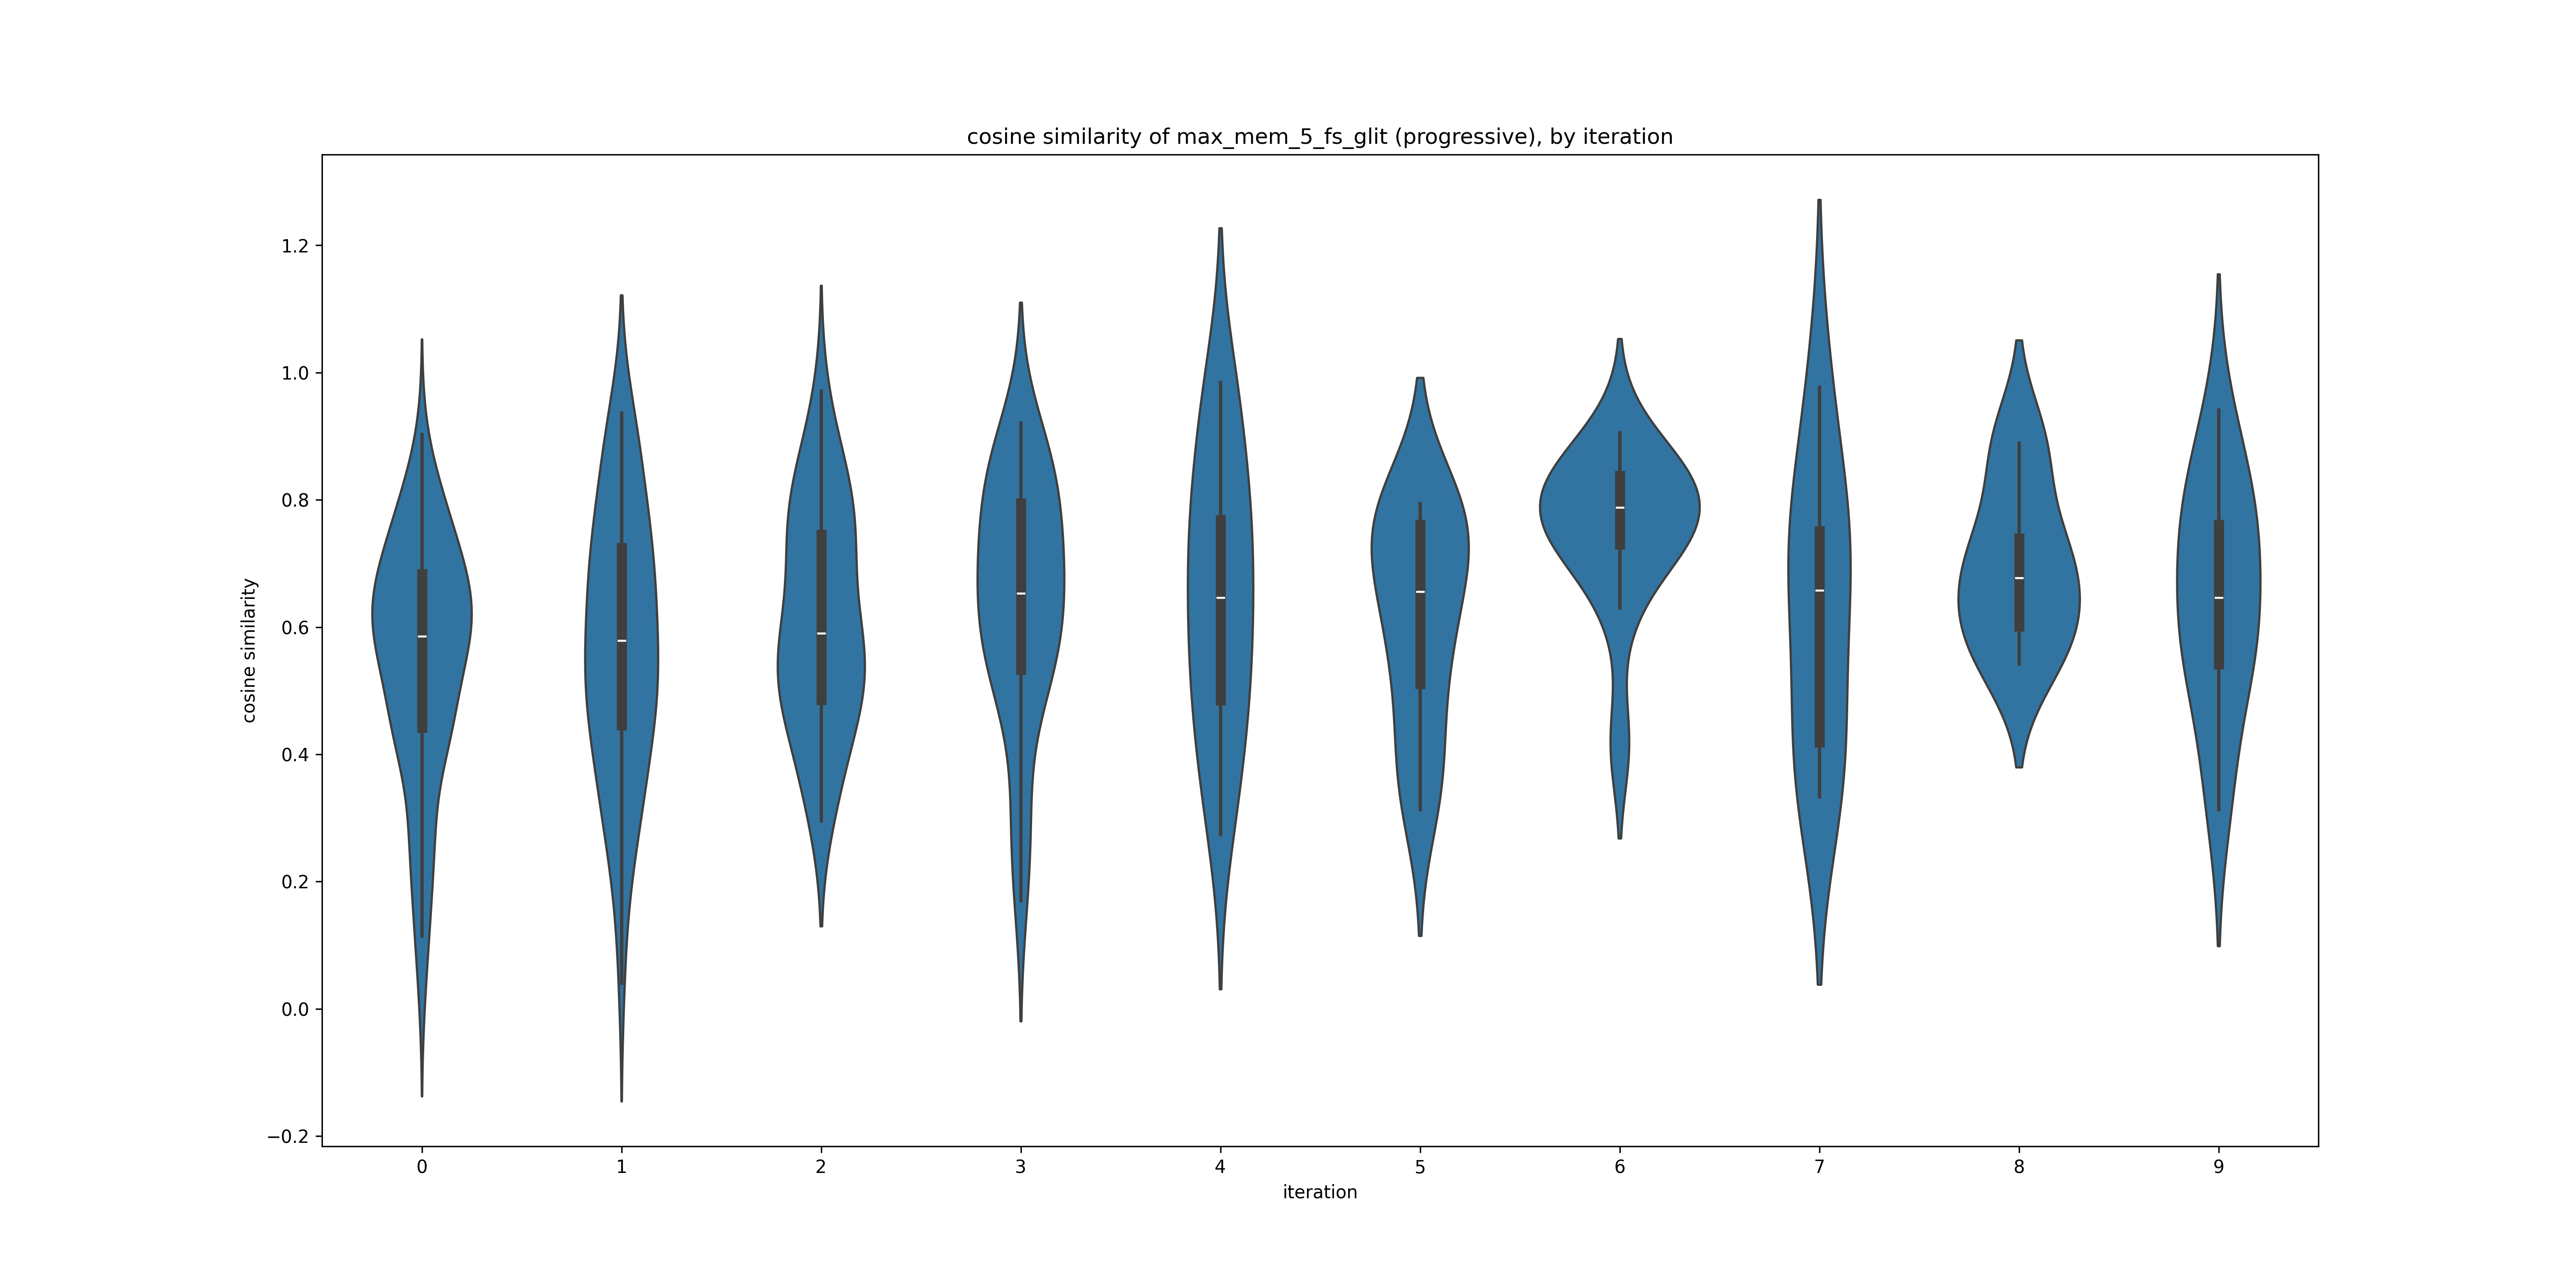 cosine similarity of max_mem_5_fs_glit (progressive), by iteration
cosine similarity
1.2
1.0
0.8
0.6
0.4
0.2
0.0
−0.2
0 1 2 3 4 5 6 7 8 9
iteration